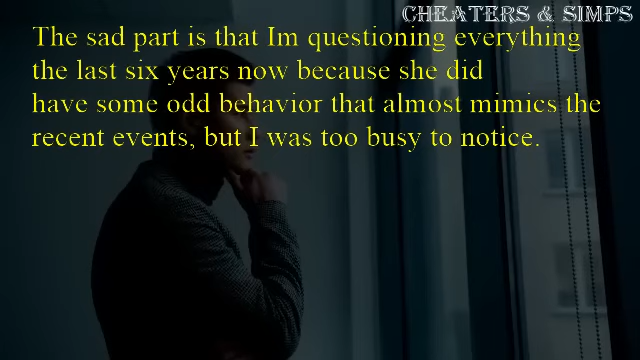 CHEATERS & SIMPS
The sad part is that Im questioning everything
the last six years now because she did
have some odd behavior that almost mimics the
recent events, but I was too busy to notice.